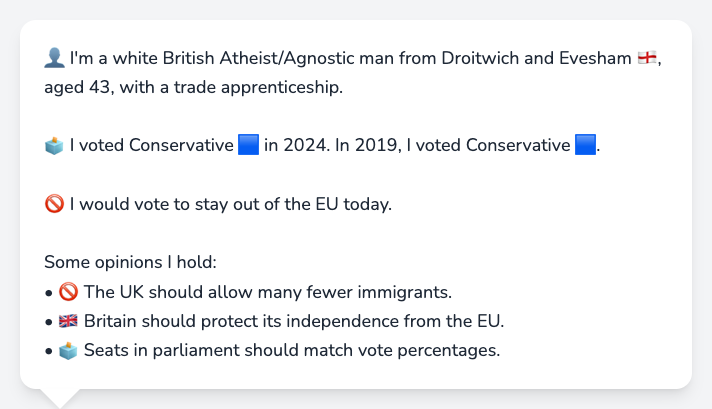 👤 I'm a white British Atheist/Agnostic man from Droitwich and Evesham 🏴󠁧󠁢󠁥󠁮󠁧󠁿,
aged 43, with a trade apprenticeship.
🗳️ I voted Conservative 🟦 in 2024. In 2019, I voted Conservative 🟦.
🚫 I would vote to stay out of the EU today.
Some opinions I hold:
• 🚫 The UK should allow many fewer immigrants.
• 🇬🇧 Britain should protect its independence from the EU.
• 🗳️ Seats in parliament should match vote percentages.